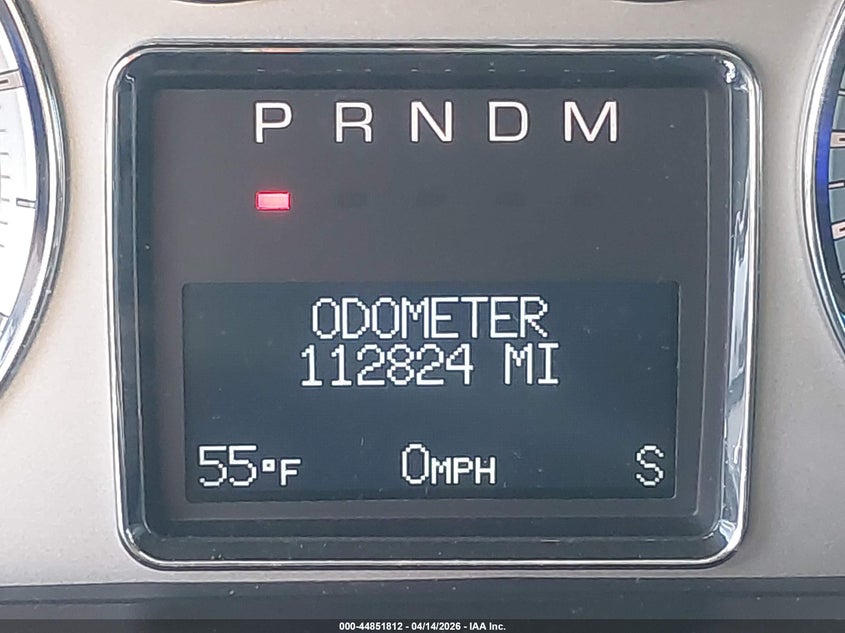 P R N D M
ODOMETER
112824 MI
55°F 0MPH S
000-44851812 - 04/14/2026 - IAA Inc.